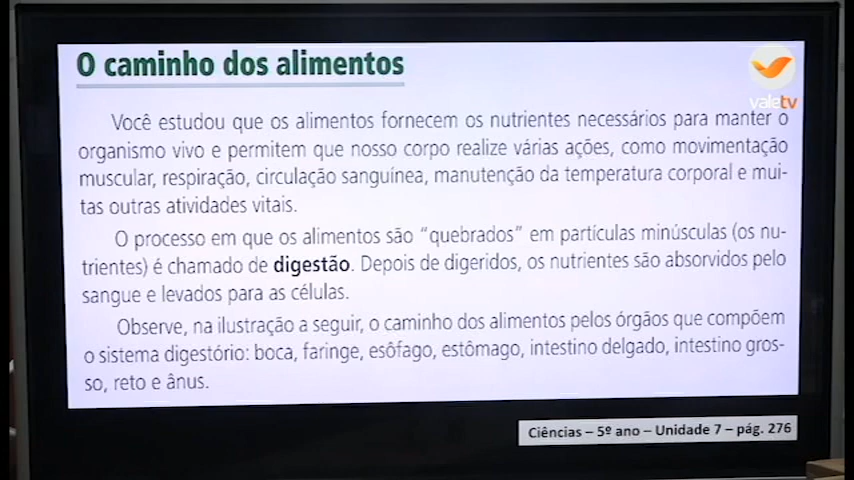 O caminho dos alimentos
valetv
Você estudou que os alimentos fornecem os nutrientes necessários para manter o
organismo vivo e permitem que nosso corpo realize várias ações, como movimentação
muscular, respiração, circulação sanguínea, manutenção da temperatura corporal e mui-
tas outras atividades vitais.
O processo em que os alimentos são “quebrados” em partículas minúsculas (os nu-
trientes) é chamado de digestão. Depois de digeridos, os nutrientes são absorvidos pelo
sangue e levados para as células.
Observe, na ilustração a seguir, o caminho dos alimentos pelos órgãos que compõem
o sistema digestório: boca, faringe, esôfago, estômago, intestino delgado, intestino gros-
so, reto e ânus.
Ciências – 5º ano – Unidade 7 – pág. 276